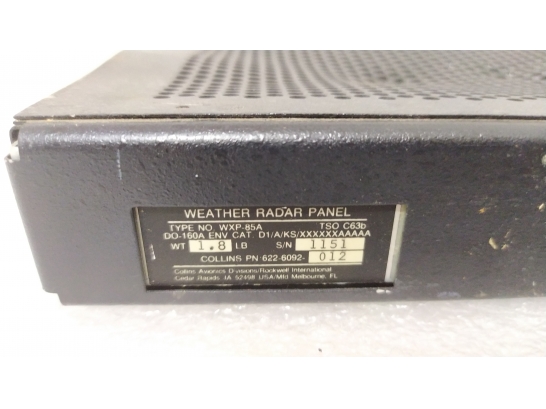 WEATHER RADAR PANEL
TYPE NO. WXP-85A TSO C63b
DO-160A ENV CAT. D1/A/KS/XXXXXXAAAAA
WT 1.8 LB S/N 1151
COLLINS PN 622-6092-012
Collins Avionics Divisions/Rockwell International
Cedar Rapids, IA 52498 USA/Mfd Melbourne, FL